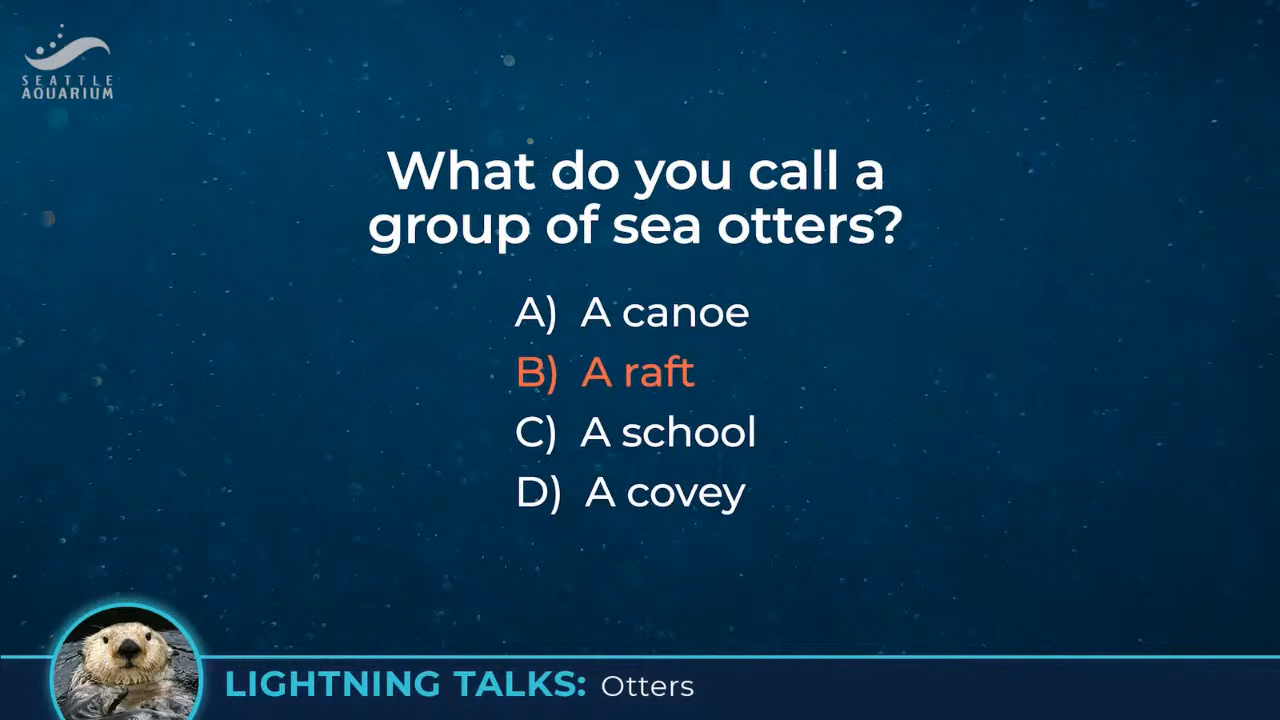 SEATTLE
AQUARIUM
What do you call a
group of sea otters?
A) A canoe
B) A raft
C) A school
D) A covey
LIGHTNING TALKS: Otters